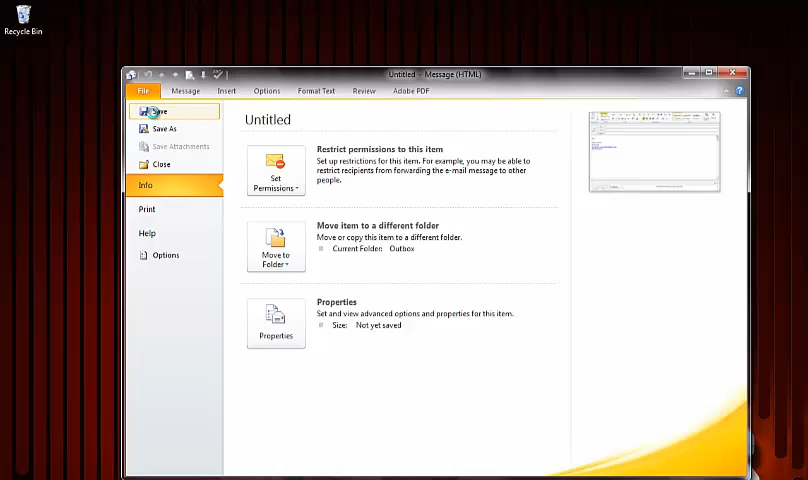 Recycle Bin
Untitled - Message (HTML)
File Message Insert Options Format Text Review Adobe PDF
Save
Save As
Save Attachments
Close
Info
Print
Help
Options
Untitled
Set
Permissions
Restrict permissions to this item
Set up restrictions for this item. For example, you may be able to
restrict recipients from forwarding the e-mail message to other
people.
Move to
Folder
Move item to a different folder
Move or copy this item to a different folder.
Current Folder: Outbox
Properties
Properties
Set and view advanced options and properties for this item.
Size: Not yet saved